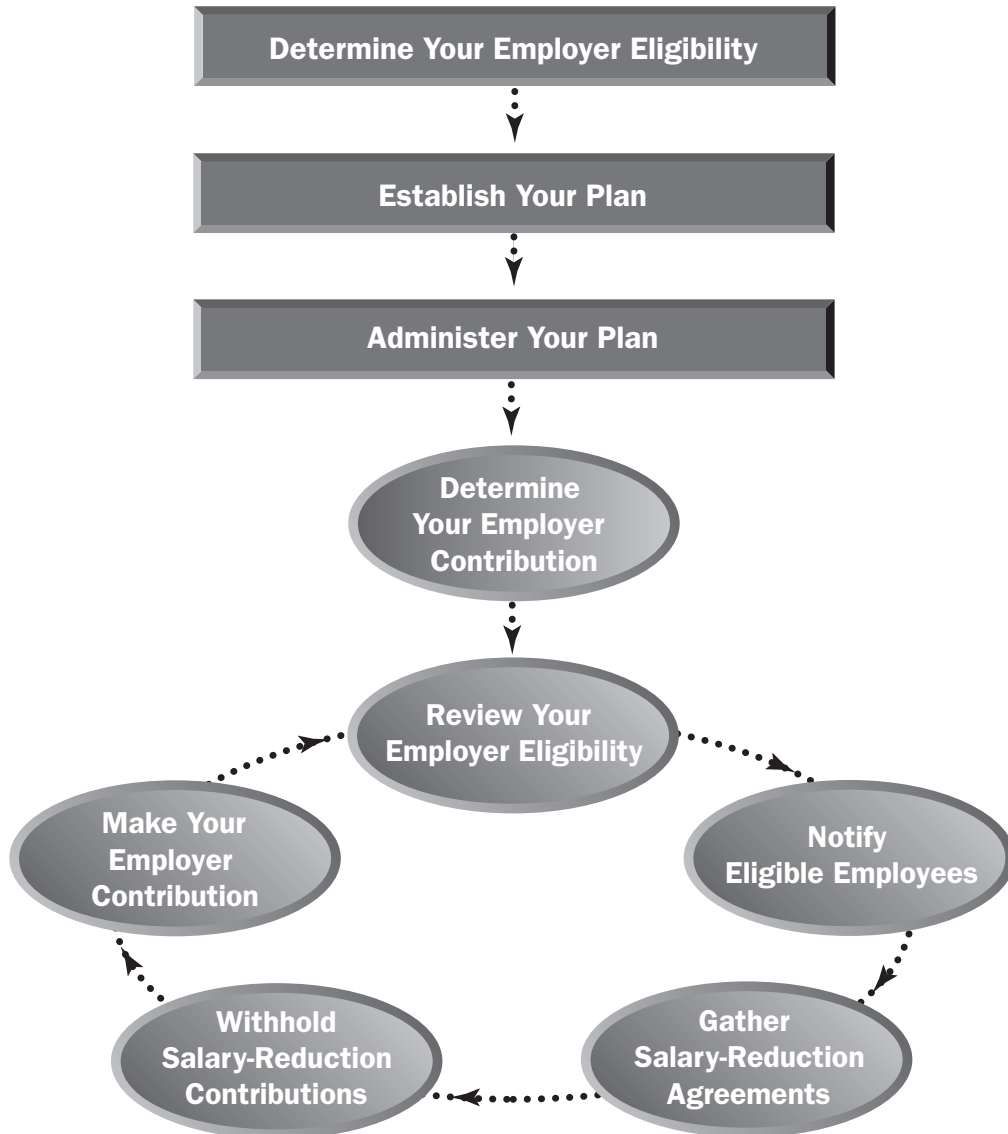 Determine Your Employer Eligibility
Establish Your Plan
Administer Your Plan
Determine
Your Employer
Contribution
Review Your
Employer Eligibility
Notify
Eligible Employees
Gather
Salary-Reduction
Agreements
Withhold
Salary-Reduction
Contributions
Make Your
Employer
Contribution